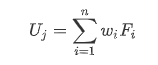 U_j = \sum_{i=1}^{n} w_i F_i